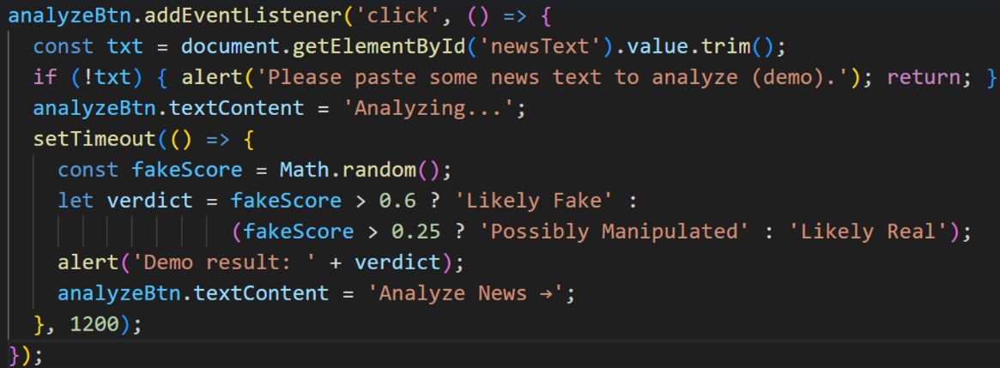 analyzeBtn.addEventListener('click', () => {
  const txt = document.getElementById('newsText').value.trim();
  if (!txt) { alert('Please paste some news text to analyze (demo).'); return; }
  analyzeBtn.textContent = 'Analyzing...';
  setTimeout(() => {
    const fakeScore = Math.random();
    let verdict = fakeScore > 0.6 ? 'Likely Fake' :
                  (fakeScore > 0.25 ? 'Possibly Manipulated' : 'Likely Real');
    alert('Demo result: ' + verdict);
    analyzeBtn.textContent = 'Analyze News →';
  }, 1200);
});